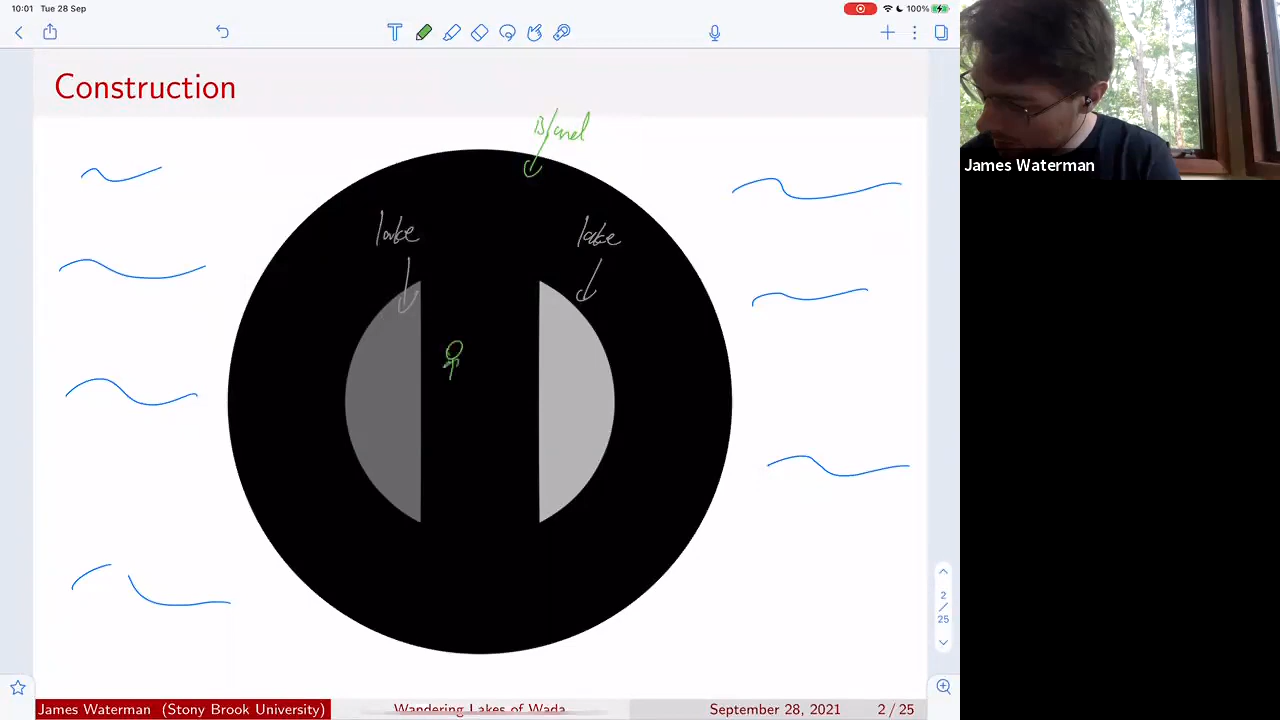 10:01 Tue 28 Sep
100%
Construction
lake
lake
James Waterman
2
/
25
James Waterman (Stony Brook University)
Wandering Lakes of Wada
September 28, 2021
2 / 25